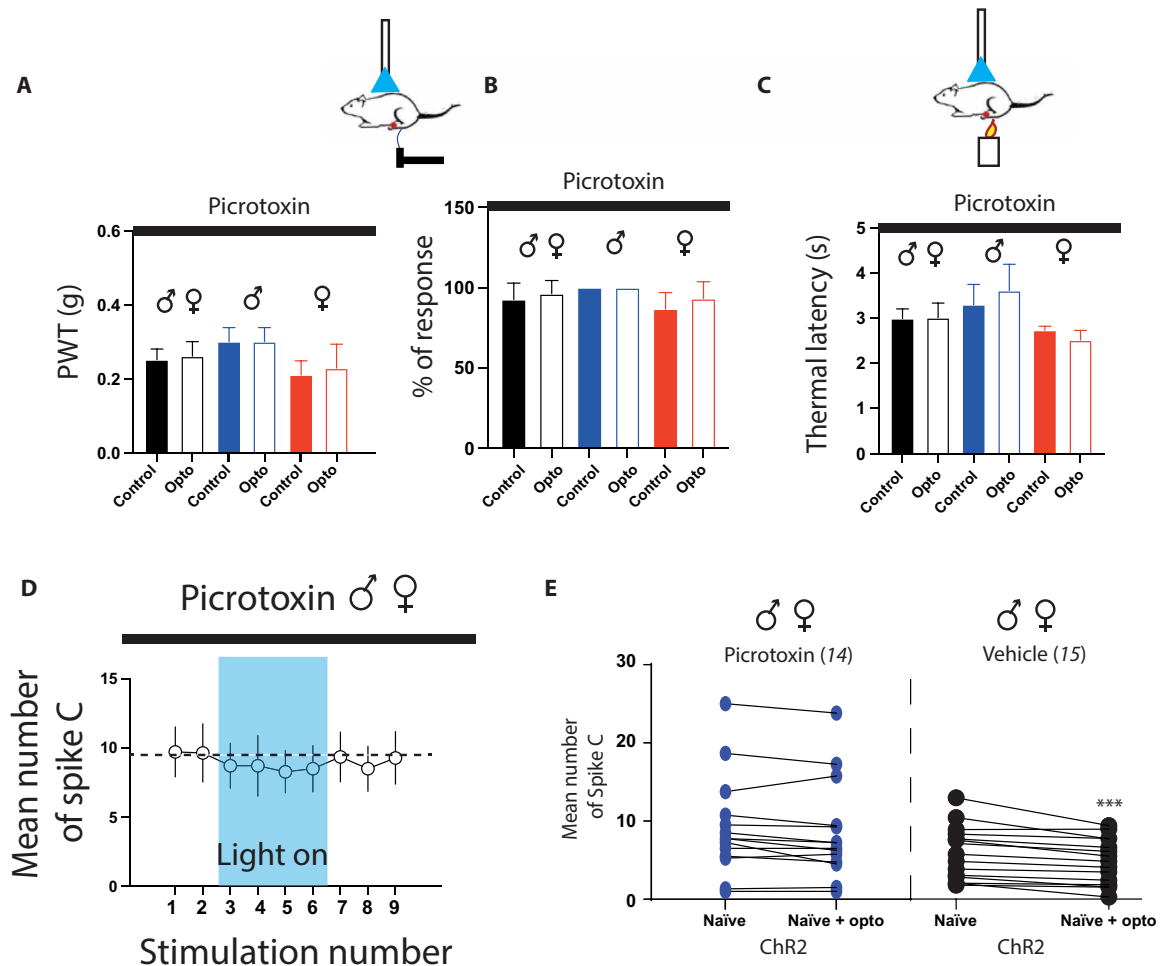 A
B
C
Picrotoxin
PWT (g)
0.6
0.4
0.2
0.0
♂ ♀
♂
♀
Control
Opto
Control
Opto
Control
Opto
Picrotoxin
% of response
150
100
50
0
♂ ♀
♂
♀
Control
Opto
Control
Opto
Control
Opto
Picrotoxin
Thermal latency (s)
5
4
3
2
1
0
♂ ♀
♂
♀
Control
Opto
Control
Opto
Control
Opto
D
Picrotoxin ♂ ♀
Mean number
of spike C
15
10
5
0
Light on
1 2 3 4 5 6 7 8 9
Stimulation number
E
♂ ♀
♂ ♀
Picrotoxin (14)
Vehicle (15)
Mean number
of Spike C
30
20
10
0
***
Naïve
Naïve + opto
Naïve
Naïve + opto
ChR2
ChR2